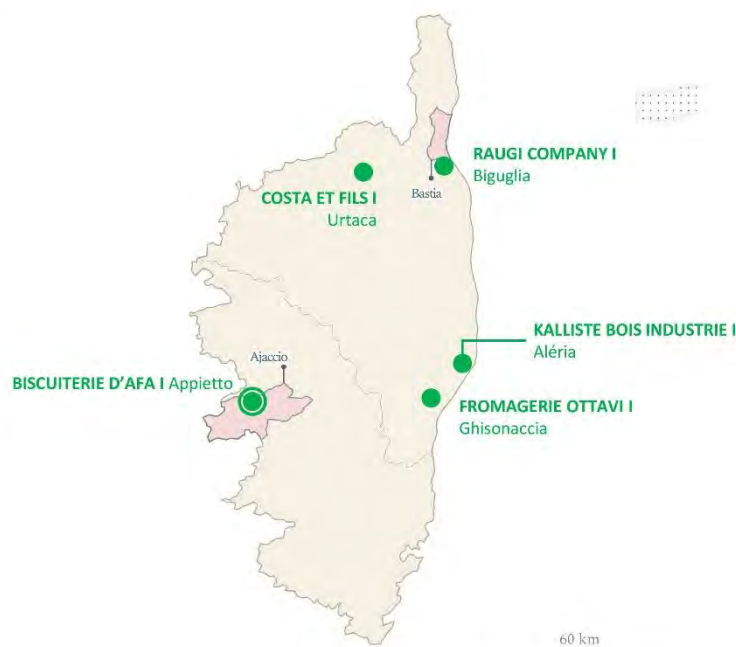 RAUGI COMPANY I
Biguglia
Bastia
COSTA ET FILS I
Urtaca
KALLISTE BOIS INDUSTRIE I
Aléria
Ajaccio
BISCUITERIE D'AFA I Appietto
FROMAGERIE OTTAVI I
Ghisonaccia
60 km